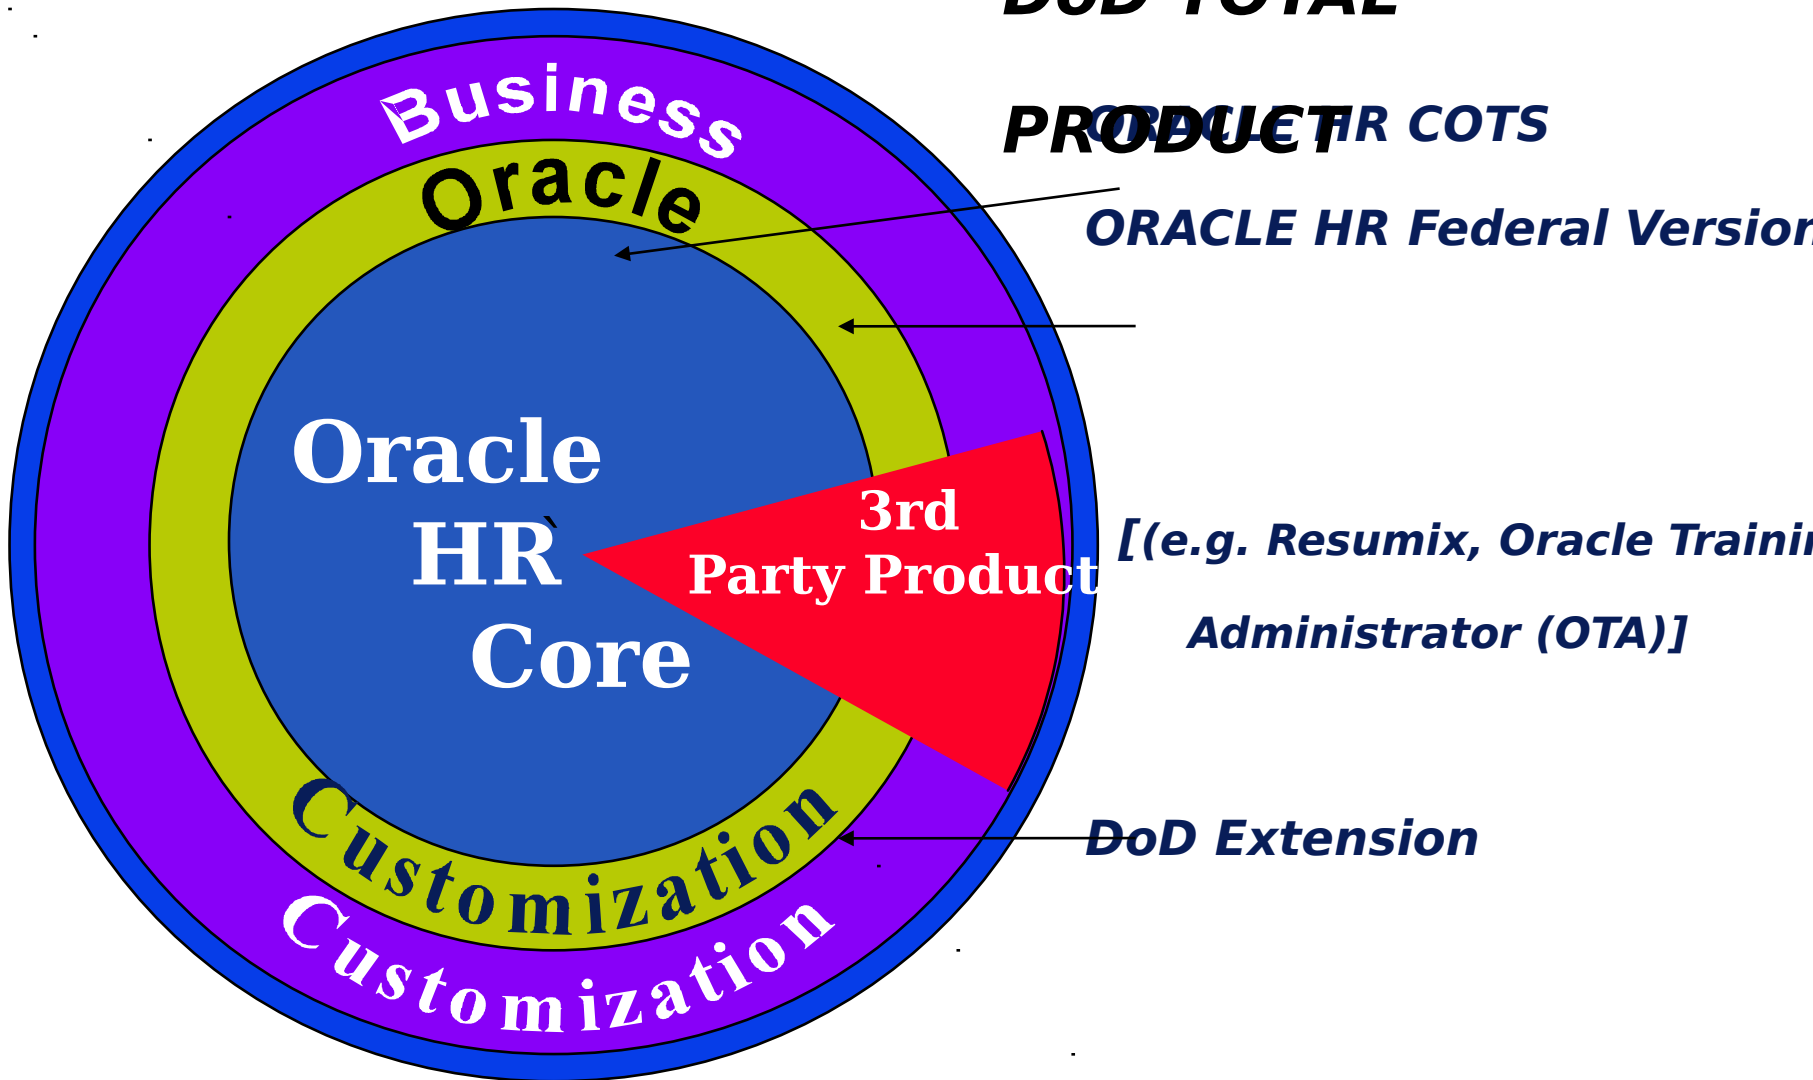 DoD TOTAL
PRODUCT
ORACLE HR COTS
ORACLE HR Federal Version
Business
Oracle
Oracle
HR
Core
3rd
Party Product
[(e.g. Resumix, Oracle Trainin
Administrator (OTA)]
DoD Extension
Customization
Customization